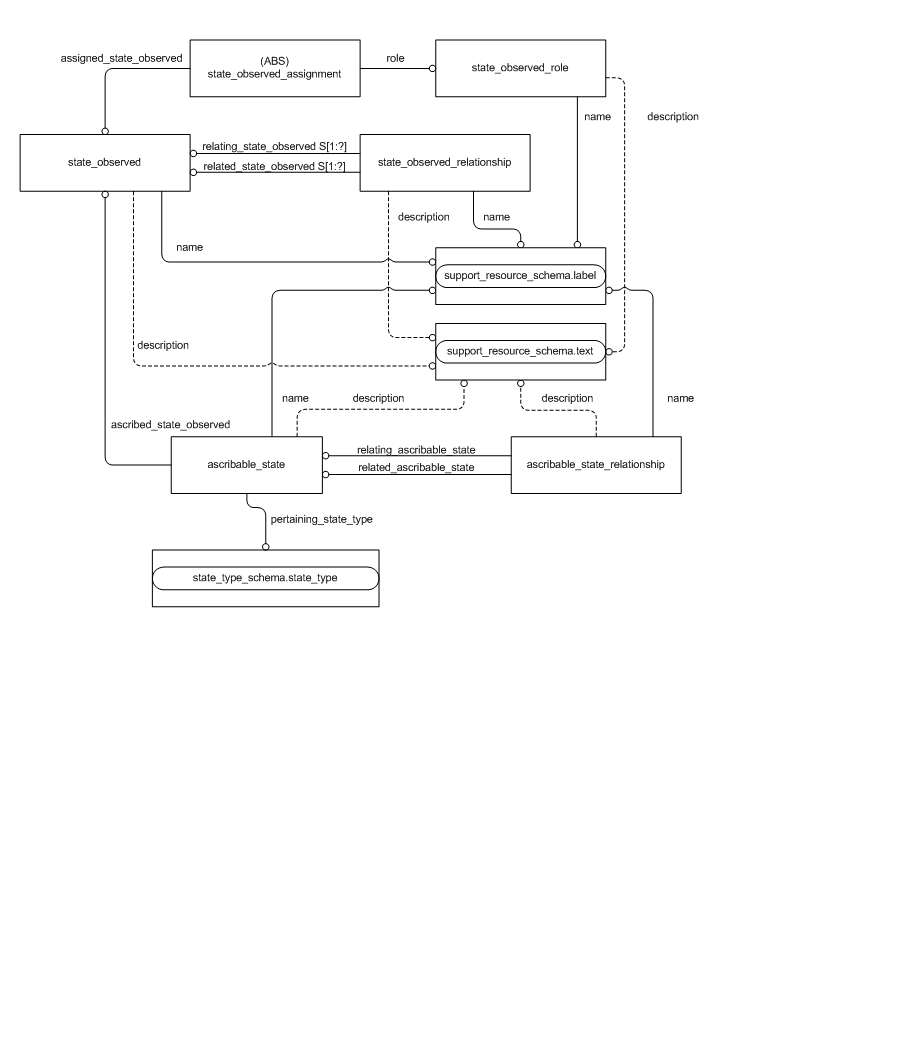 assigned_state_observed
(ABS)
state_observed_assignment
role
state_observed_role
name
description
state_observed
relating_state_observed S[1:?]
related_state_observed S[1:?]
state_observed_relationship
description
name
name
support_resource_schema.label
description
support_resource_schema.text
name
description
description
name
ascribed_state_observed
ascribable_state
relating_ascribable_state
related_ascribable_state
ascribable_state_relationship
pertaining_state_type
state_type_schema.state_type